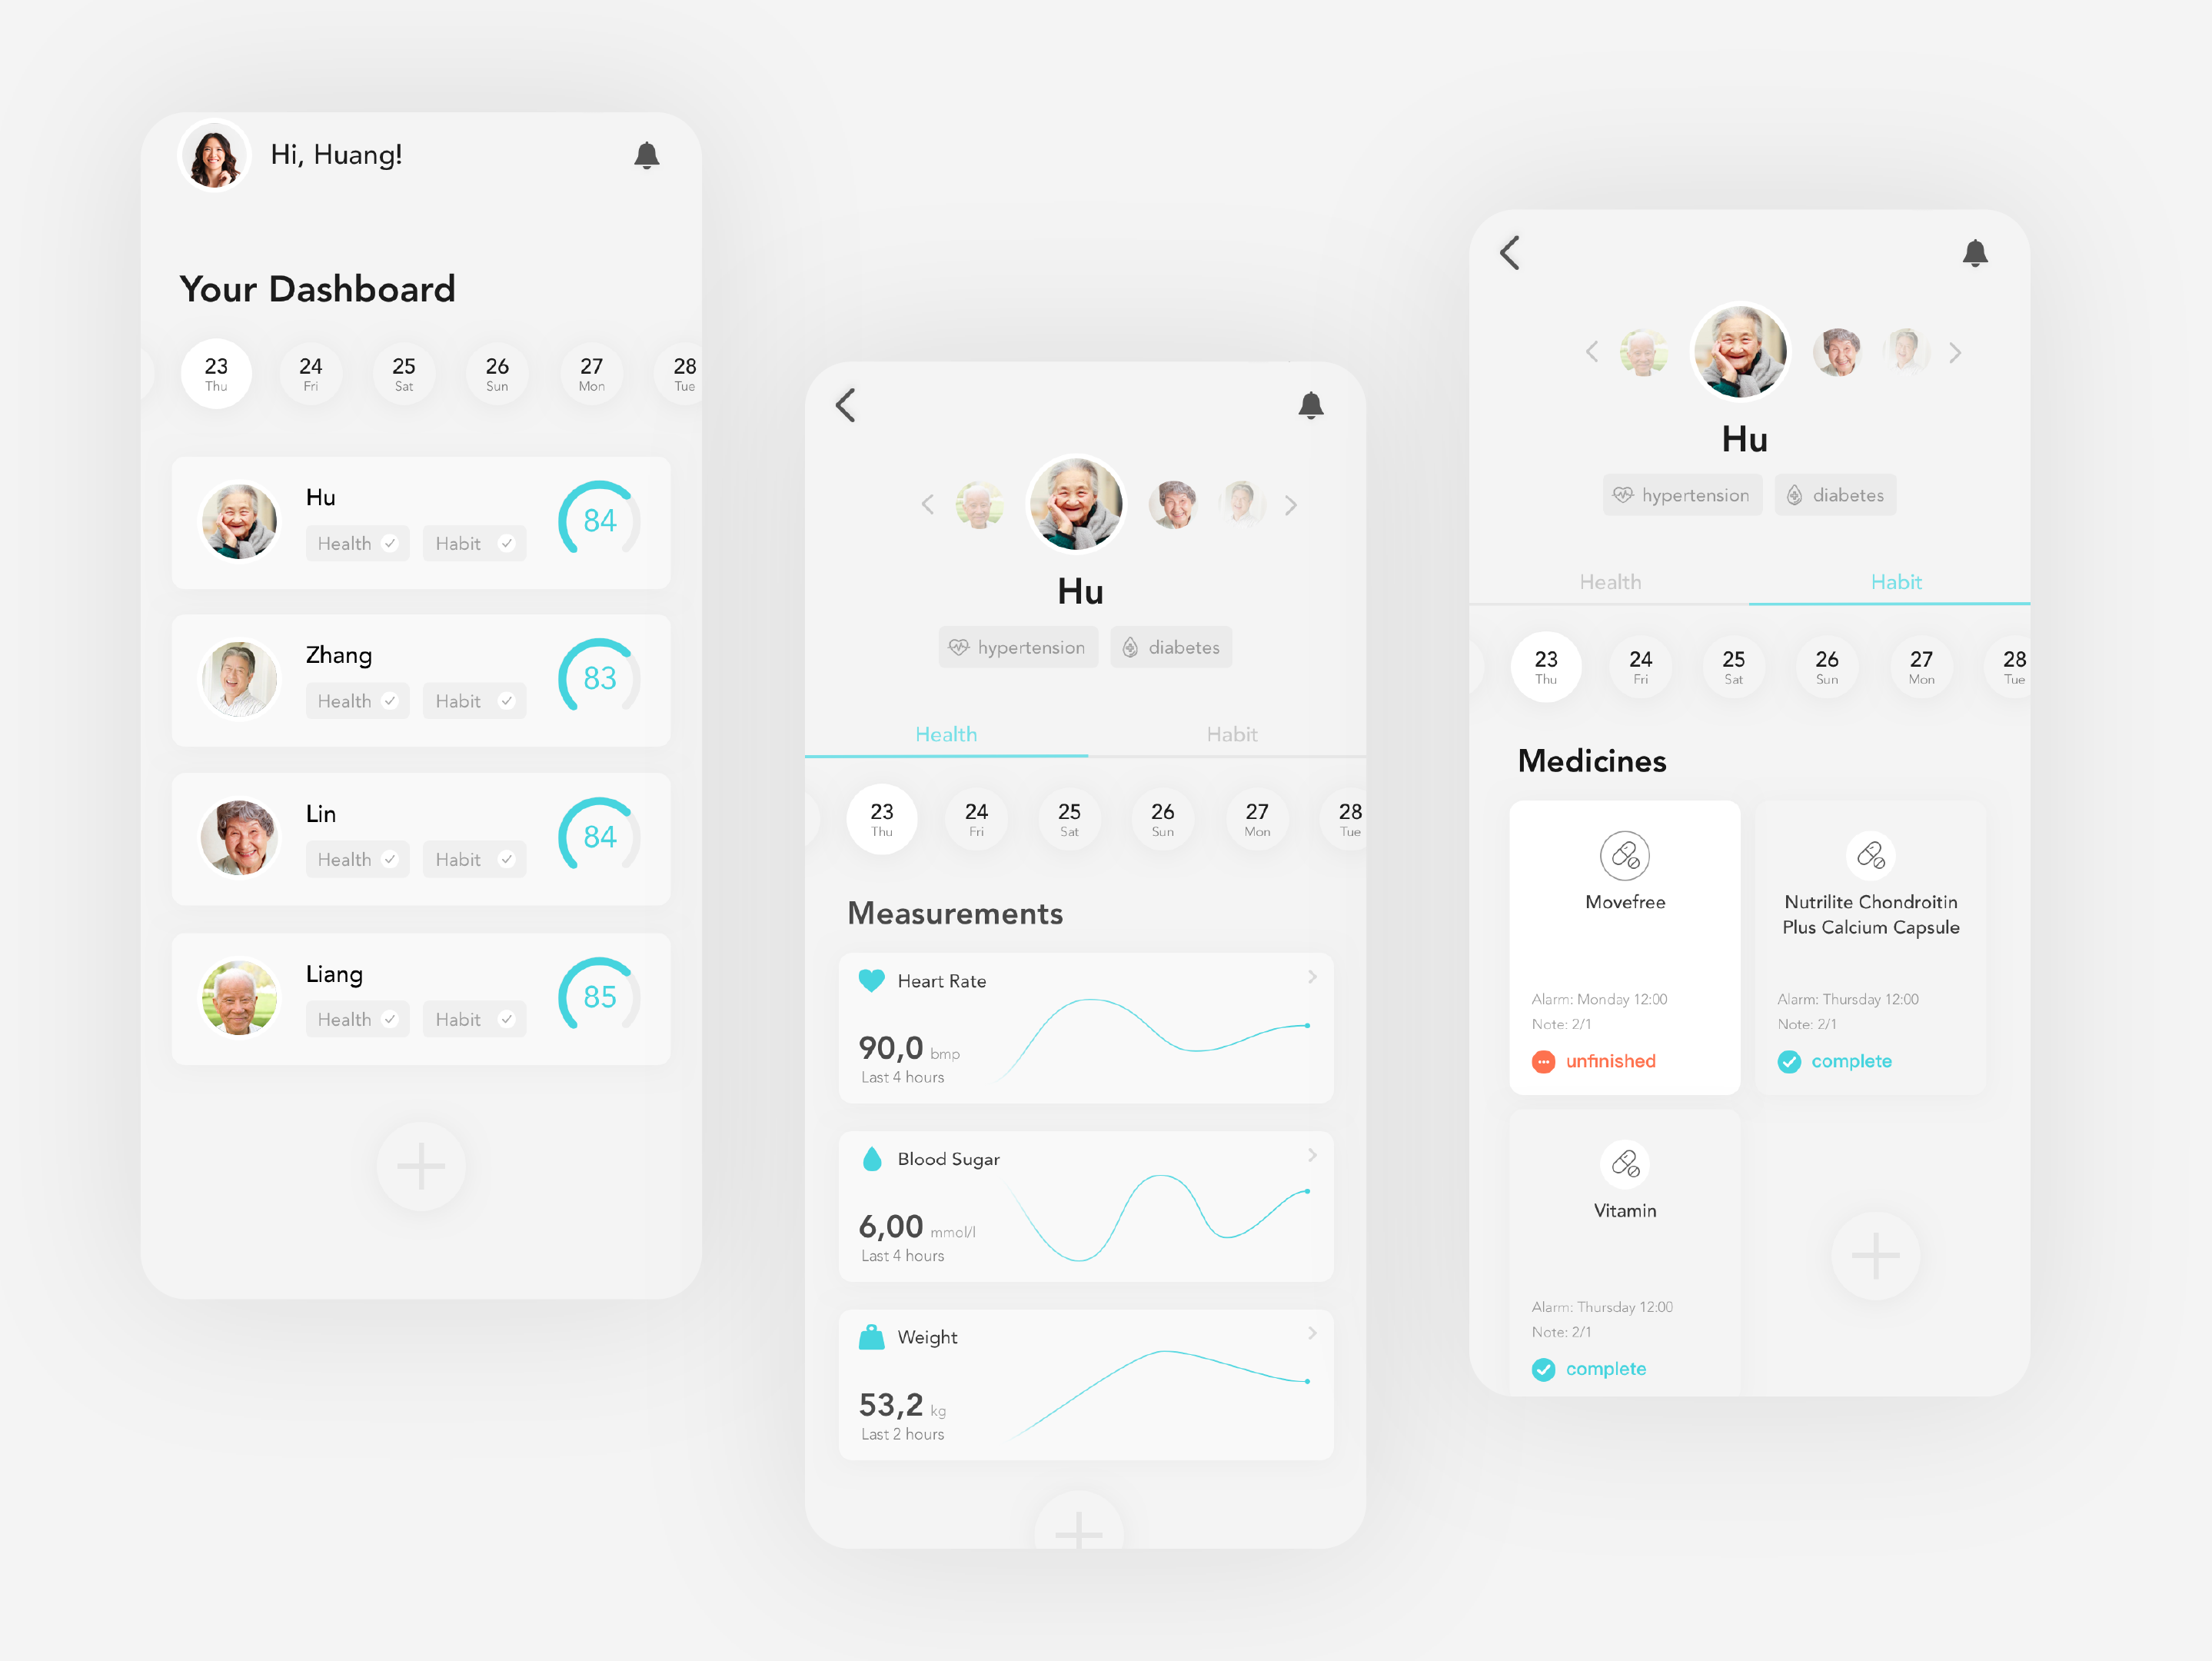 Hi, Huang!
Your Dashboard
23 24 25 26 27 28
Thu Fri Sat Sun Mon Tue
Hu
Health Habit
84
Zhang
Health Habit
83
Lin
Health Habit
84
Liang
Health Habit
85
Hu
hypertension diabetes
Health Habit
23 24 25 26 27 28
Thu Fri Sat Sun Mon Tue
Measurements
Heart Rate
90,0 bmp
Last 4 hours
Blood Sugar
6,00 mmol/l
Last 4 hours
Weight
53,2 kg
Last 2 hours
Hu
hypertension diabetes
Health Habit
23 24 25 26 27 28
Thu Fri Sat Sun Mon Tue
Medicines
Movefree
Alarm: Monday 12:00
Note: 2/1
unfinished
Nutrilite Chondroitin
Plus Calcium Capsule
Alarm: Thursday 12:00
Note: 2/1
complete
Vitamin
Alarm: Thursday 12:00
Note: 2/1
complete